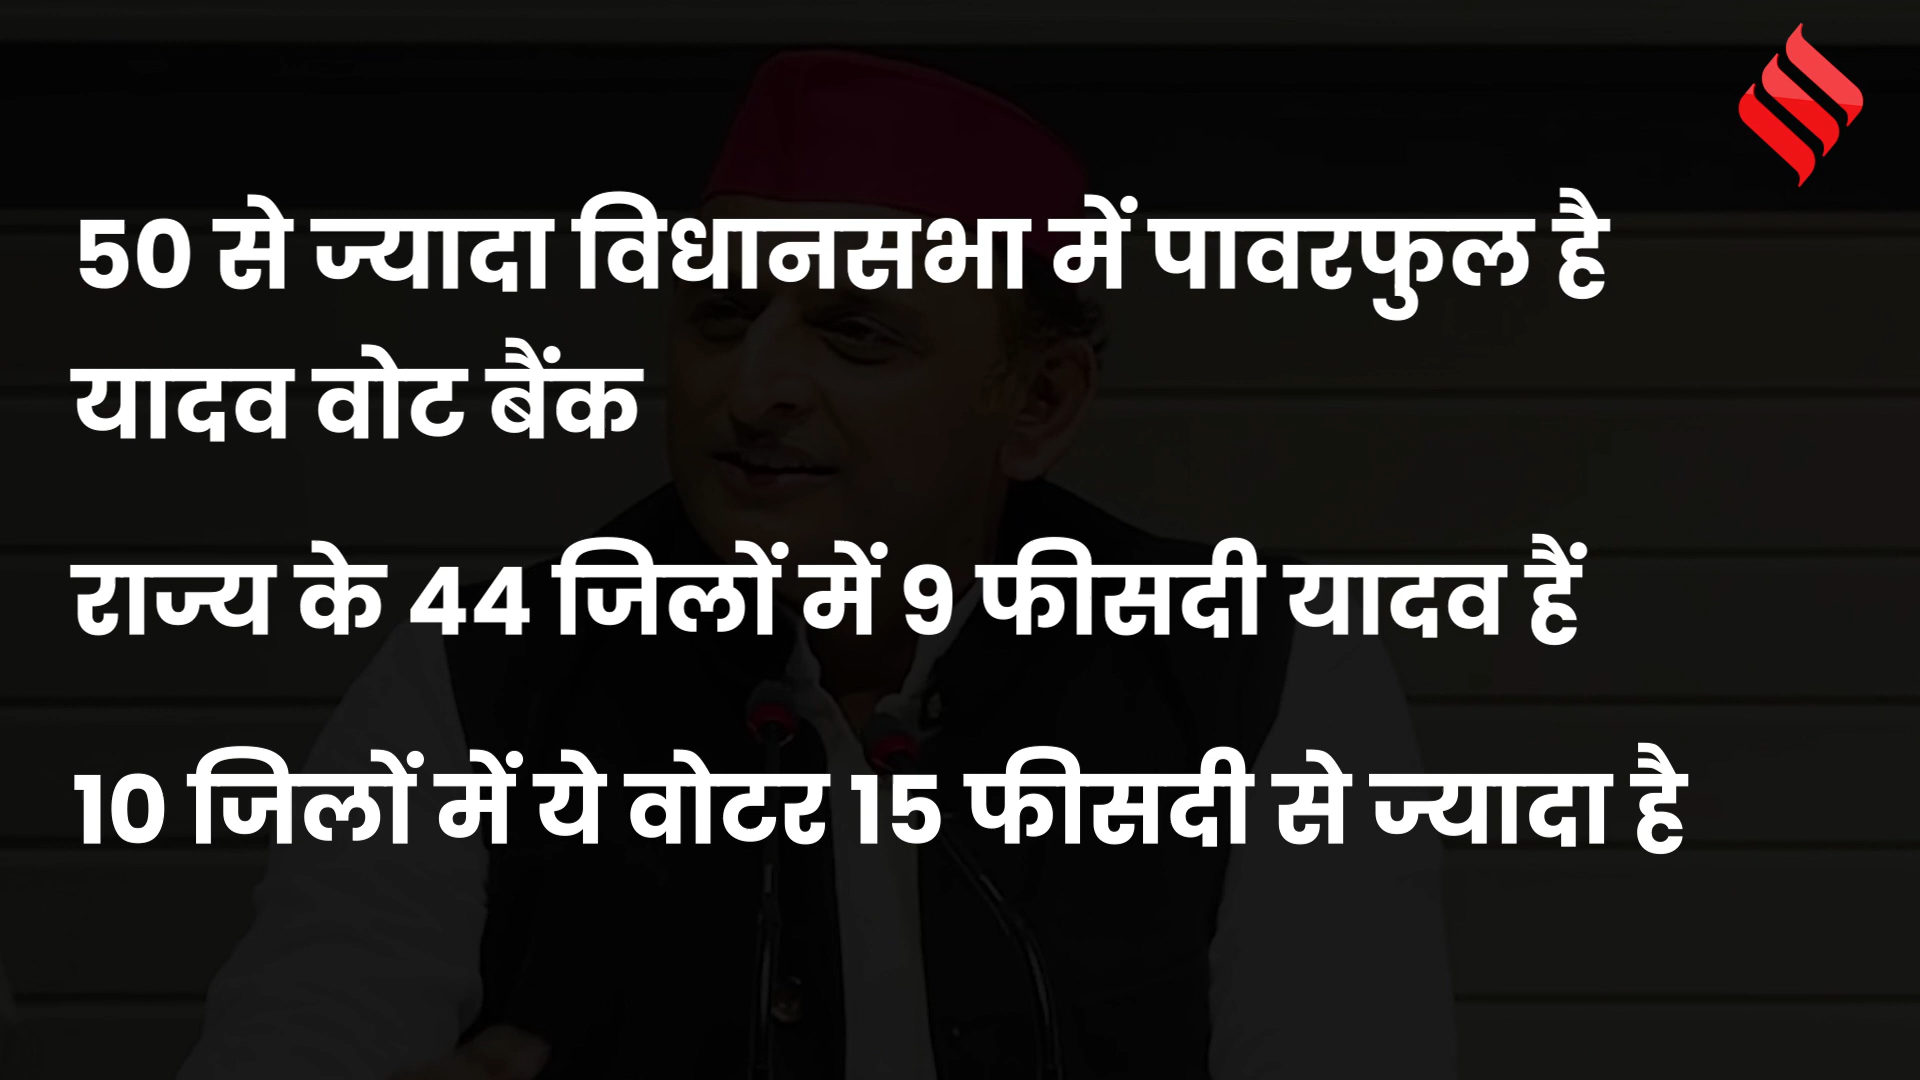 50 से ज्यादा विधानसभा में पावरफुल है
यादव वोट बैंक
राज्य के 44 जिलों में 9 फीसदी यादव हैं
10 जिलों में ये वोटर 15 फीसदी से ज्यादा है